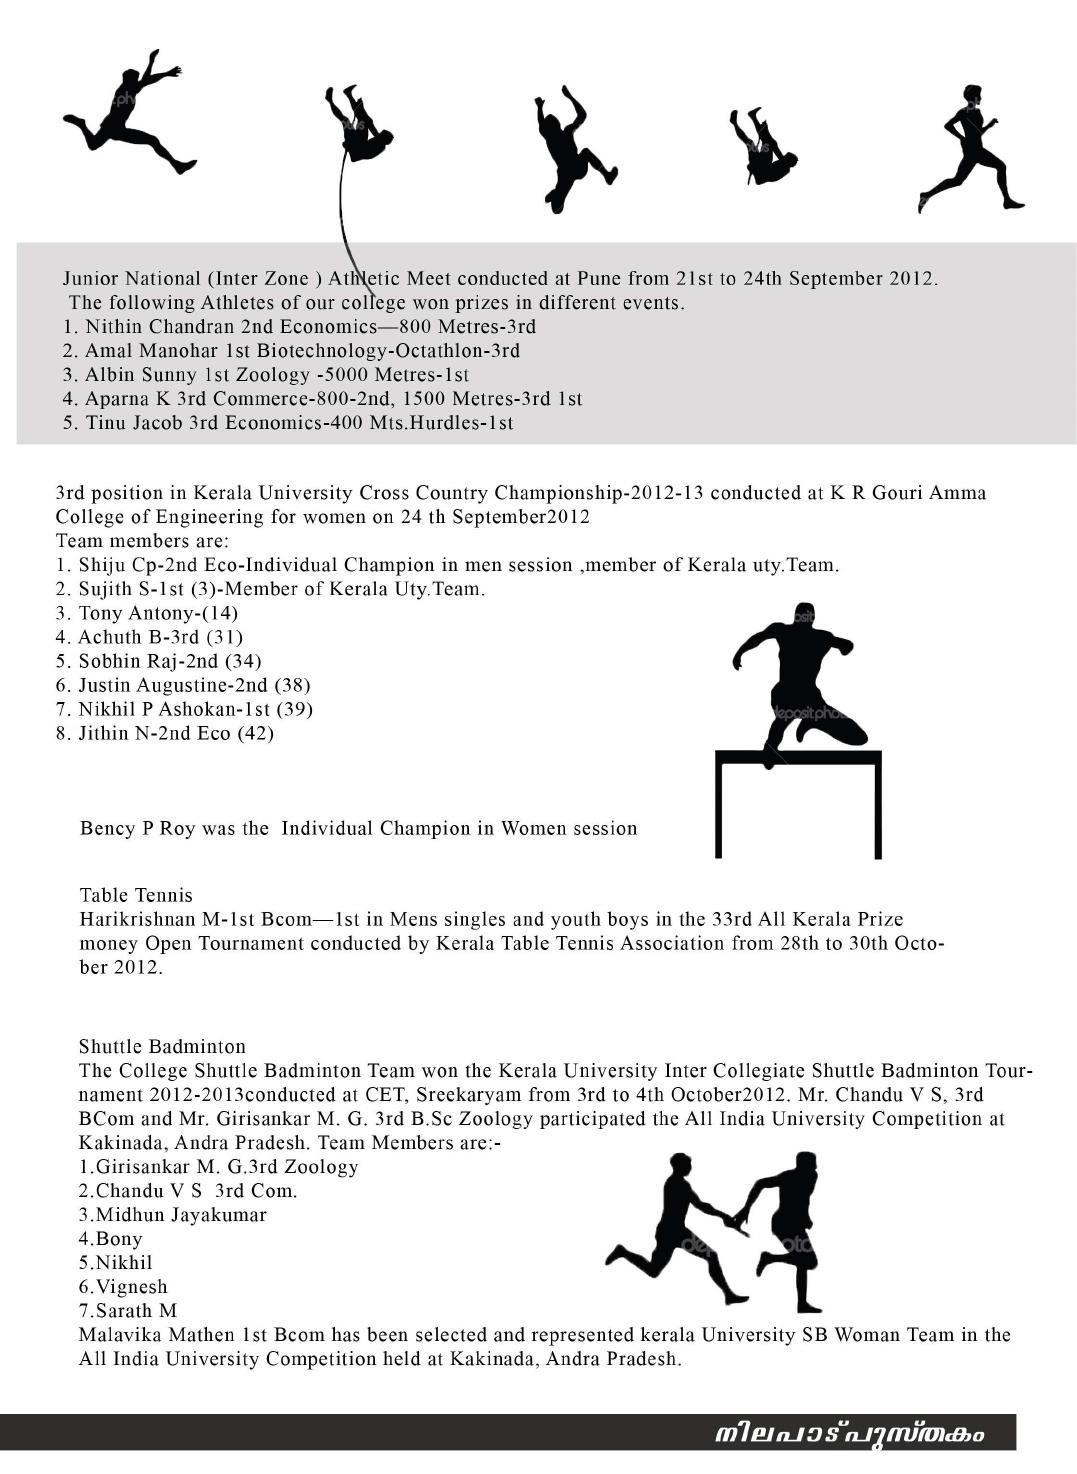 Junior National (Inter Zone ) Athletic Meet conducted at Pune from 21st to 24th September 2012.
The following Athletes of our college won prizes in different events.
1. Nithin Chandran 2nd Economics—800 Metres-3rd
2. Amal Manohar 1st Biotechnology-Octathlon-3rd
3. Albin Sunny 1st Zoology -5000 Metres-1st
4. Aparna K 3rd Commerce-800-2nd, 1500 Metres-3rd 1st
5. Tinu Jacob 3rd Economics-400 Mts.Hurdles-1st
3rd position in Kerala University Cross Country Championship-2012-13 conducted at K R Gouri Amma
College of Engineering for women on 24 th September2012
Team members are:
1. Shiju Cp-2nd Eco-Individual Champion in men session ,member of Kerala uty.Team.
2. Sujith S-1st (3)-Member of Kerala Uty.Team.
3. Tony Antony-(14)
4. Achuth B-3rd (31)
5. Sobhin Raj-2nd (34)
6. Justin Augustine-2nd (38)
7. Nikhil P Ashokan-1st (39)
8. Jithin N-2nd Eco (42)
Bency P Roy was the  Individual Champion in Women session
Table Tennis
Harikrishnan M-1st Bcom—1st in Mens singles and youth boys in the 33rd All Kerala Prize
money Open Tournament conducted by Kerala Table Tennis Association from 28th to 30th Octo-
ber 2012.
Shuttle Badminton
The College Shuttle Badminton Team won the Kerala University Inter Collegiate Shuttle Badminton Tour-
nament 2012-2013conducted at CET, Sreekaryam from 3rd to 4th October2012. Mr. Chandu V S, 3rd
BCom and Mr. Girisankar M. G. 3rd B.Sc Zoology participated the All India University Competition at
Kakinada, Andra Pradesh. Team Members are:-
1.Girisankar M. G.3rd Zoology
2.Chandu V S  3rd Com.
3.Midhun Jayakumar
4.Bony
5.Nikhil
6.Vignesh
7.Sarath M
Malavika Mathen 1st Bcom has been selected and represented kerala University SB Woman Team in the
All India University Competition held at Kakinada, Andra Pradesh.
നിലപാട് പുസ്തകം